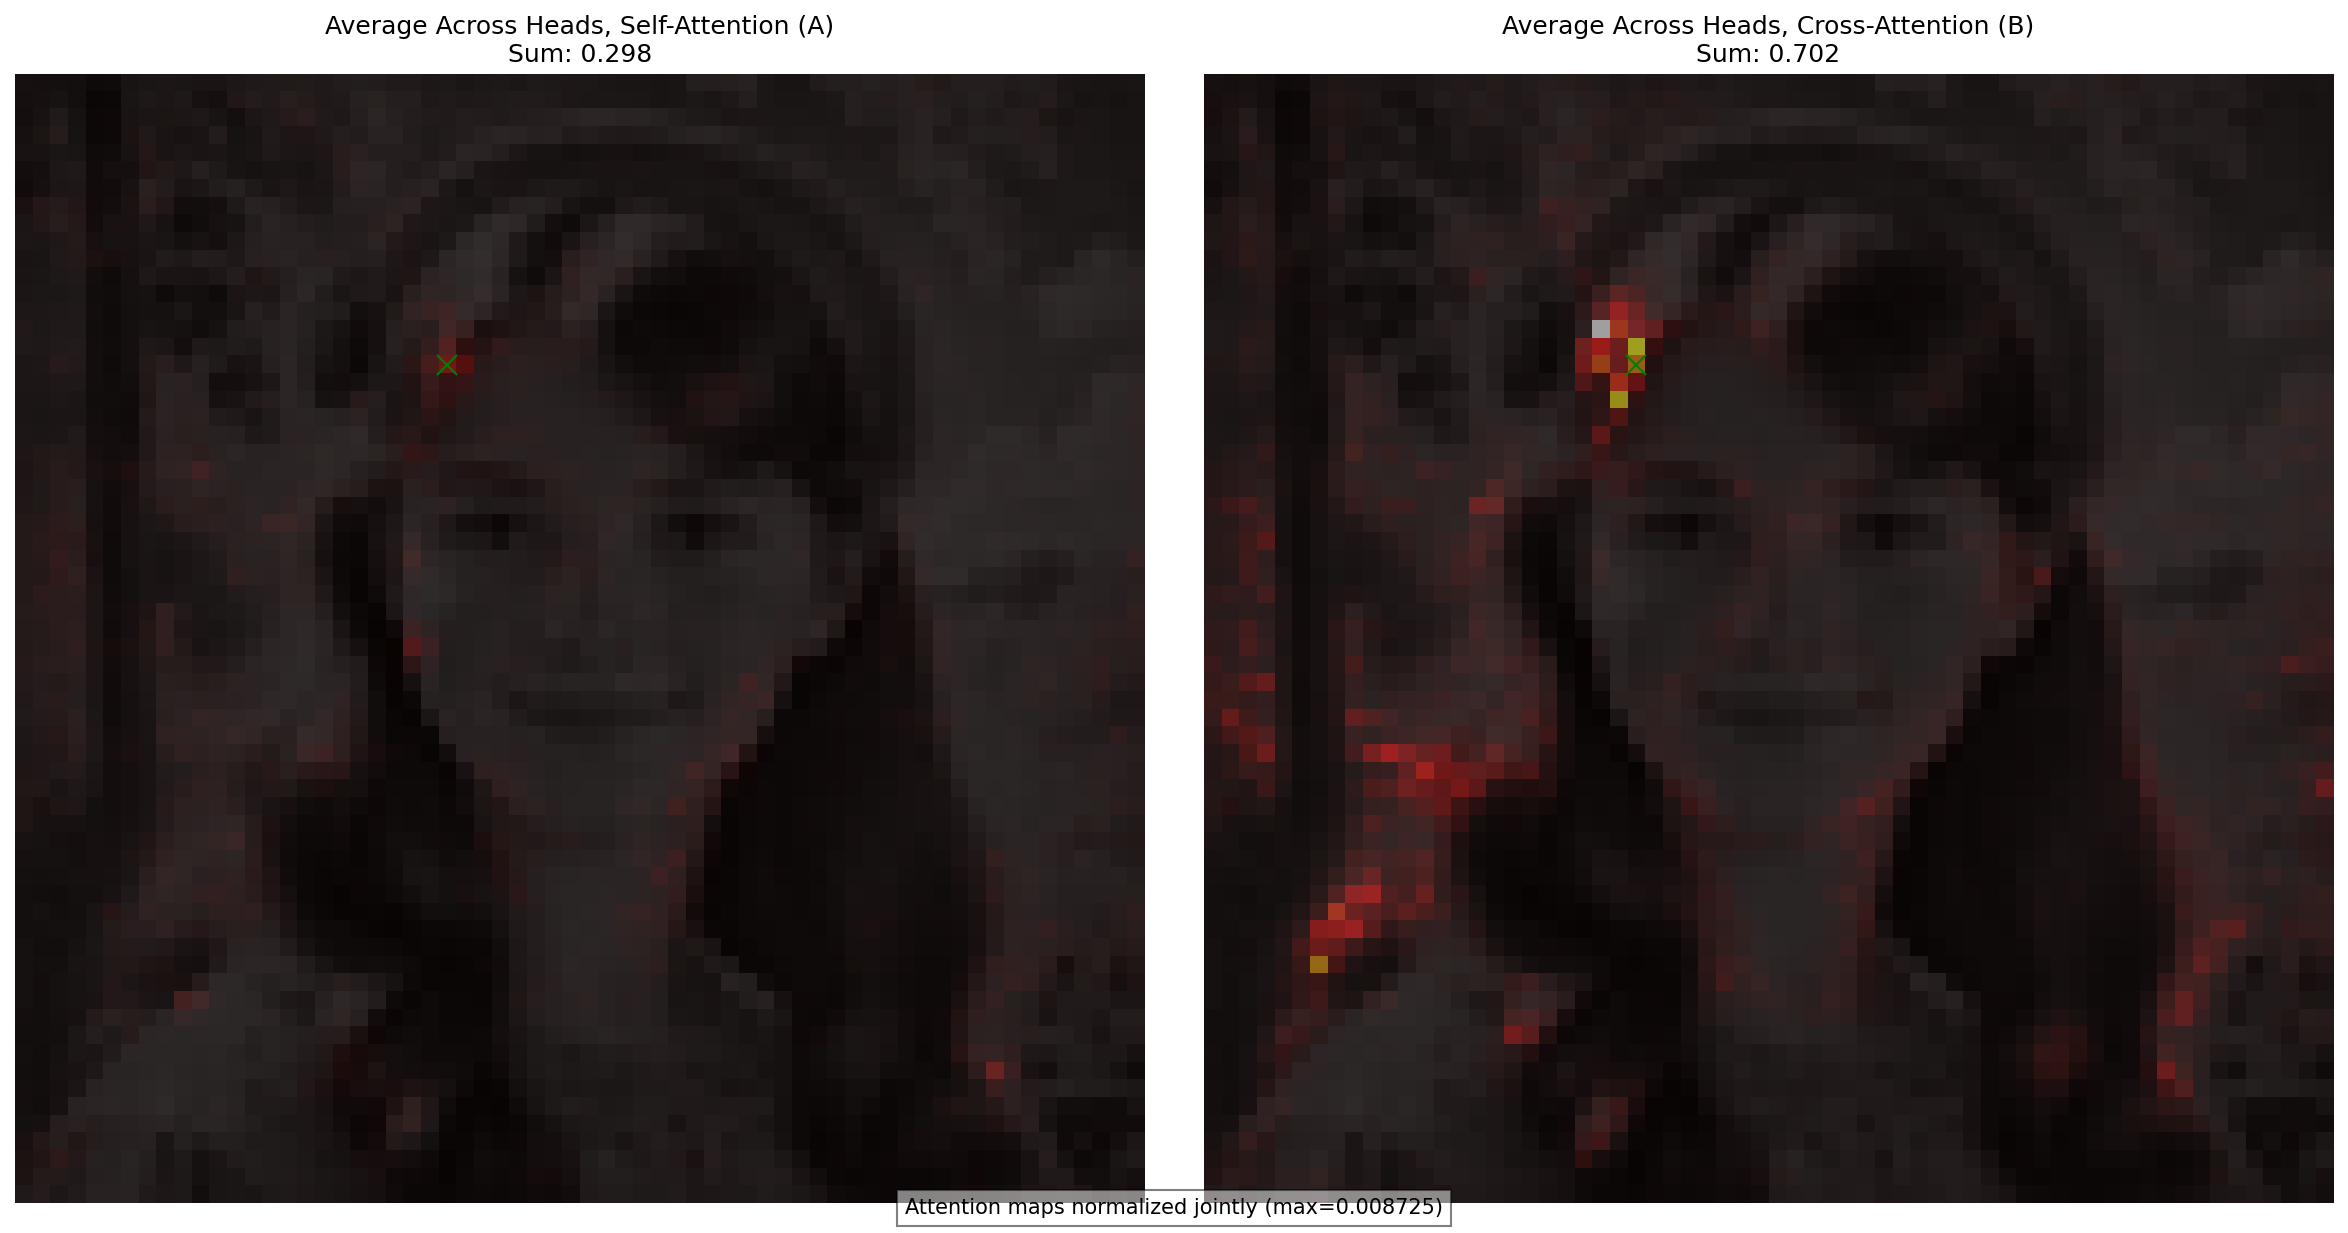 Average Across Heads, Self-Attention (A)
Sum: 0.298
Average Across Heads, Cross-Attention (B)
Sum: 0.702
Attention maps normalized jointly (max=0.008725)